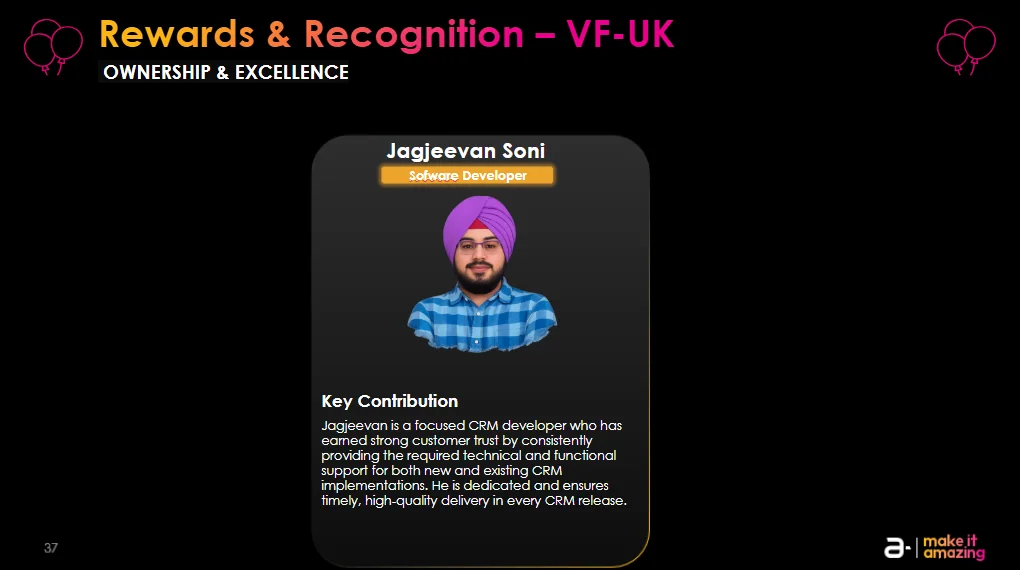 Rewards & Recognition – VF-UK
OWNERSHIP & EXCELLENCE
Jagjeevan Soni
Sofware Developer
Key Contribution
Jagjeevan is a focused CRM developer who has
earned strong customer trust by consistently
providing the required technical and functional
support for both new and existing CRM
implementations. He is dedicated and ensures
timely, high-quality delivery in every CRM release.
37
a-
make it
amazing